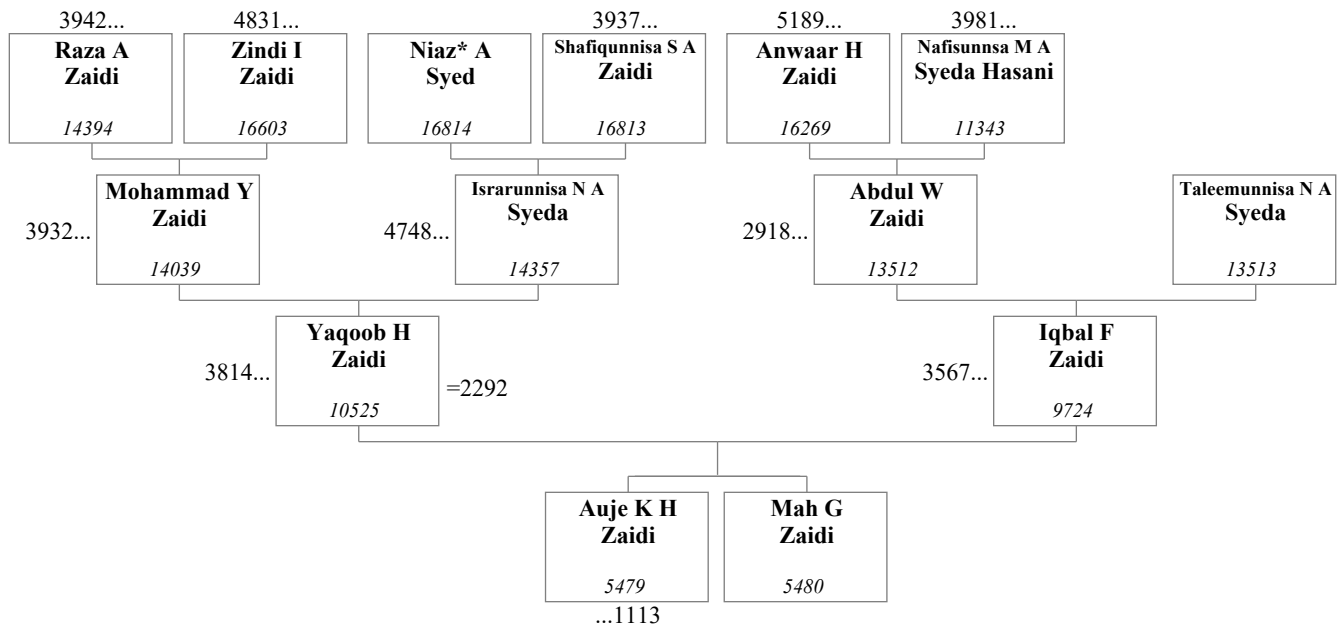 3942...
4831...
3937...
5189...
3981...
Raza A
Zaidi
14394
Zindi I
Zaidi
16603
Niaz* A
Syed
16814
Shafiqunnisa S A
Zaidi
16813
Anwaar H
Zaidi
16269
Nafisunnsa M A
Syeda Hasani
11343
3932...
Mohammad Y
Zaidi
14039
4748...
Israrunnisa N A
Syeda
14357
2918...
Abdul W
Zaidi
13512
Taleemunnisa N A
Syeda
13513
3814...
Yaqoob H
Zaidi
10525
=2292
3567...
Iqbal F
Zaidi
9724
Auje K H
Zaidi
5479
...1113
Mah G
Zaidi
5480